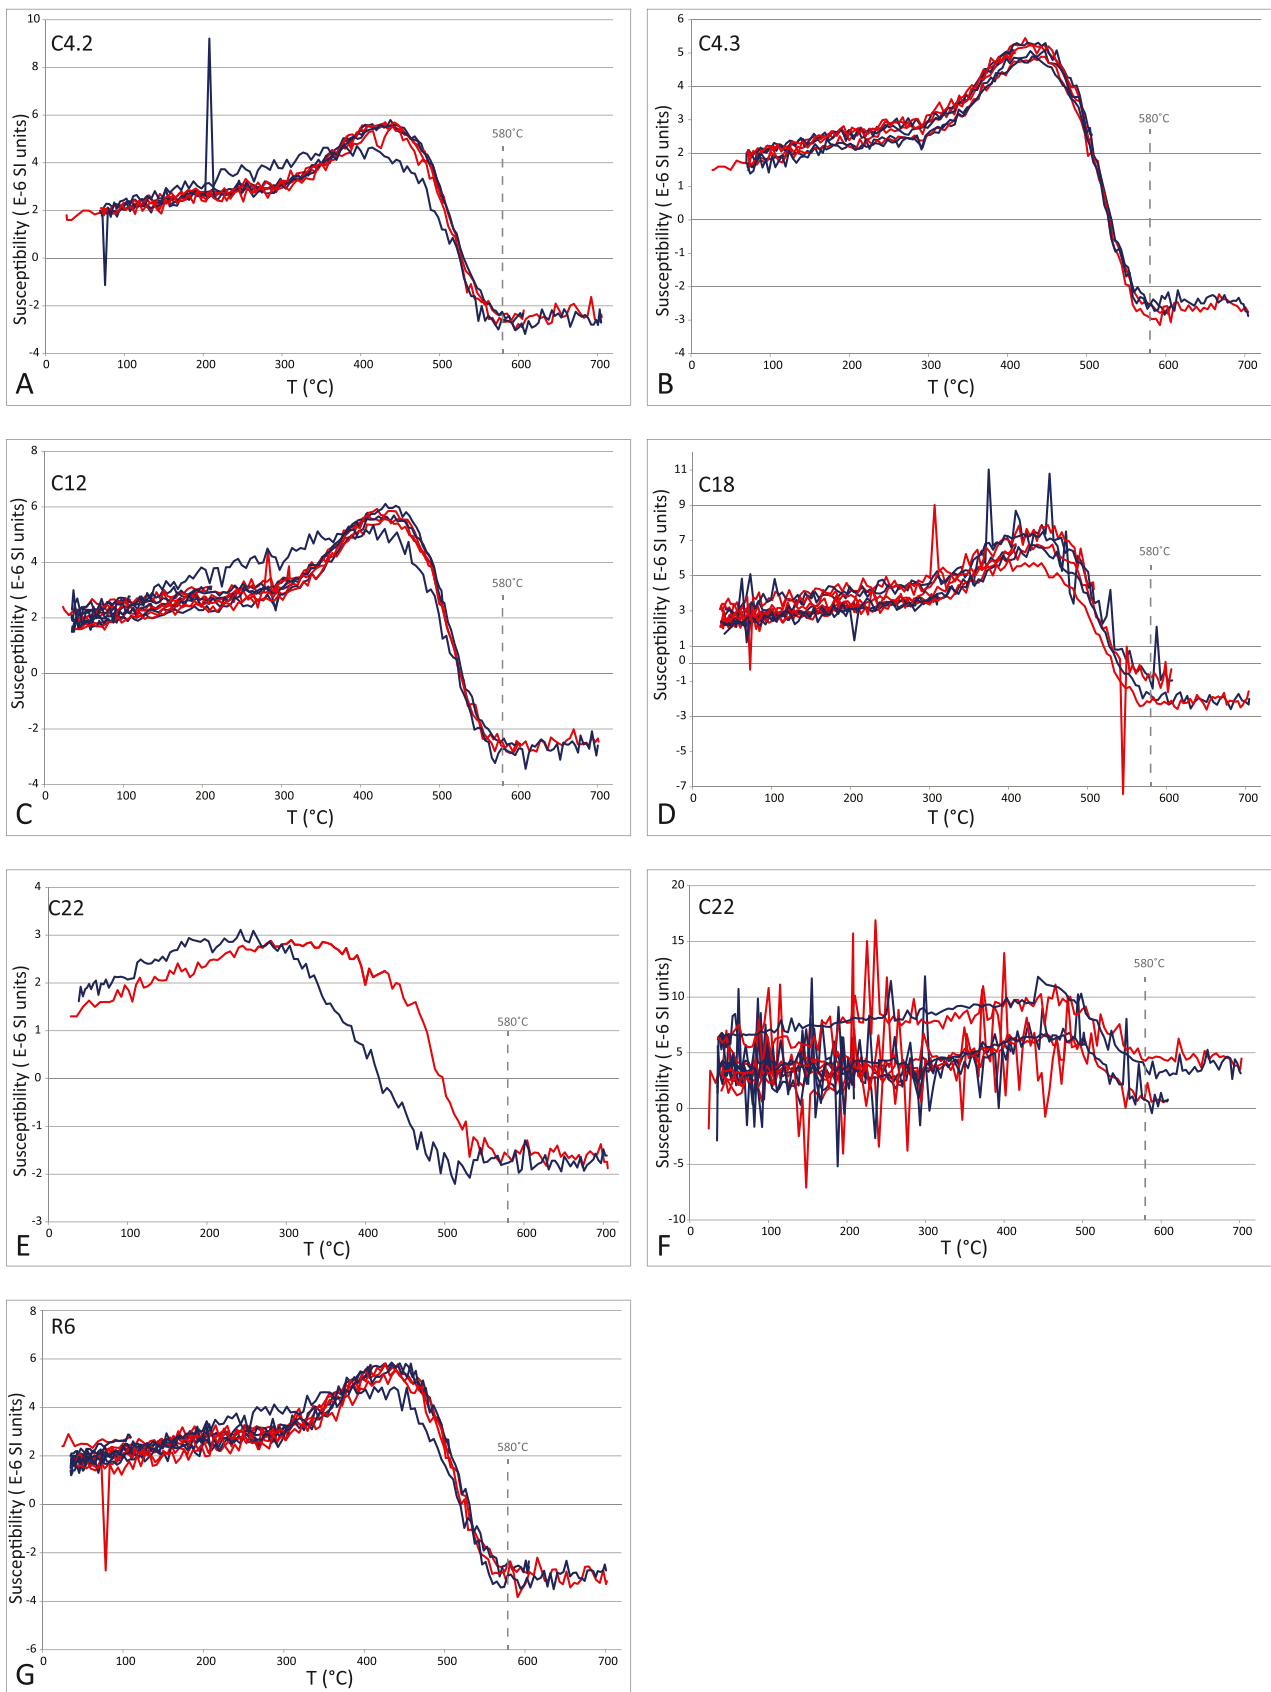 C4.2
Susceptibility ( E-6 SI units)
10
8
6
4
2
0
-2
-4
580°C
0 100 200 300 400 500 600 700
T (°C)
A
C4.3
Susceptibility ( E-6 SI units)
6
5
4
3
2
1
0
-1
-2
-3
-4
580°C
0 100 200 300 400 500 600 700
T (°C)
B
C12
Susceptibility ( E-6 SI units)
8
6
4
2
0
-2
-4
580°C
0 100 200 300 400 500 600 700
T (°C)
C
C18
Susceptibility ( E-6 SI units)
11
9
7
5
3
1
0
-1
-3
-5
-7
580°C
0 100 200 300 400 500 600 700
T (°C)
D
C22
Susceptibility ( E-6 SI units)
4
3
2
1
0
-1
-2
-3
580°C
0 100 200 300 400 500 600 700
T (°C)
E
C22
Susceptibility ( E-6 SI units)
20
15
10
5
0
-5
-10
580°C
0 100 200 300 400 500 600 700
T (°C)
F
R6
Susceptibility ( E-6 SI units)
8
6
4
2
0
-2
-4
-6
580°C
0 100 200 300 400 500 600 700
T (°C)
G